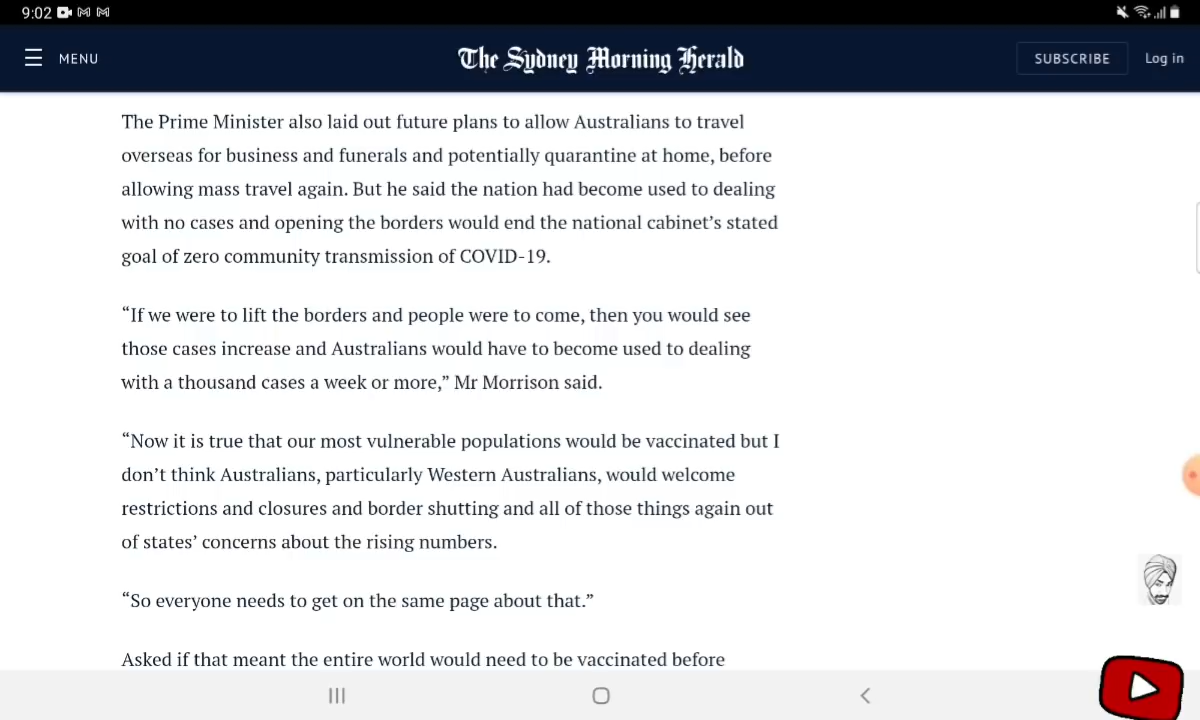 9:02
MENU
The Sydney Morning Herald
SUBSCRIBE
Log in
The Prime Minister also laid out future plans to allow Australians to travel
overseas for business and funerals and potentially quarantine at home, before
allowing mass travel again. But he said the nation had become used to dealing
with no cases and opening the borders would end the national cabinet’s stated
goal of zero community transmission of COVID-19.
“If we were to lift the borders and people were to come, then you would see
those cases increase and Australians would have to become used to dealing
with a thousand cases a week or more,” Mr Morrison said.
“Now it is true that our most vulnerable populations would be vaccinated but I
don’t think Australians, particularly Western Australians, would welcome
restrictions and closures and border shutting and all of those things again out
of states’ concerns about the rising numbers.
“So everyone needs to get on the same page about that.”
Asked if that meant the entire world would need to be vaccinated before